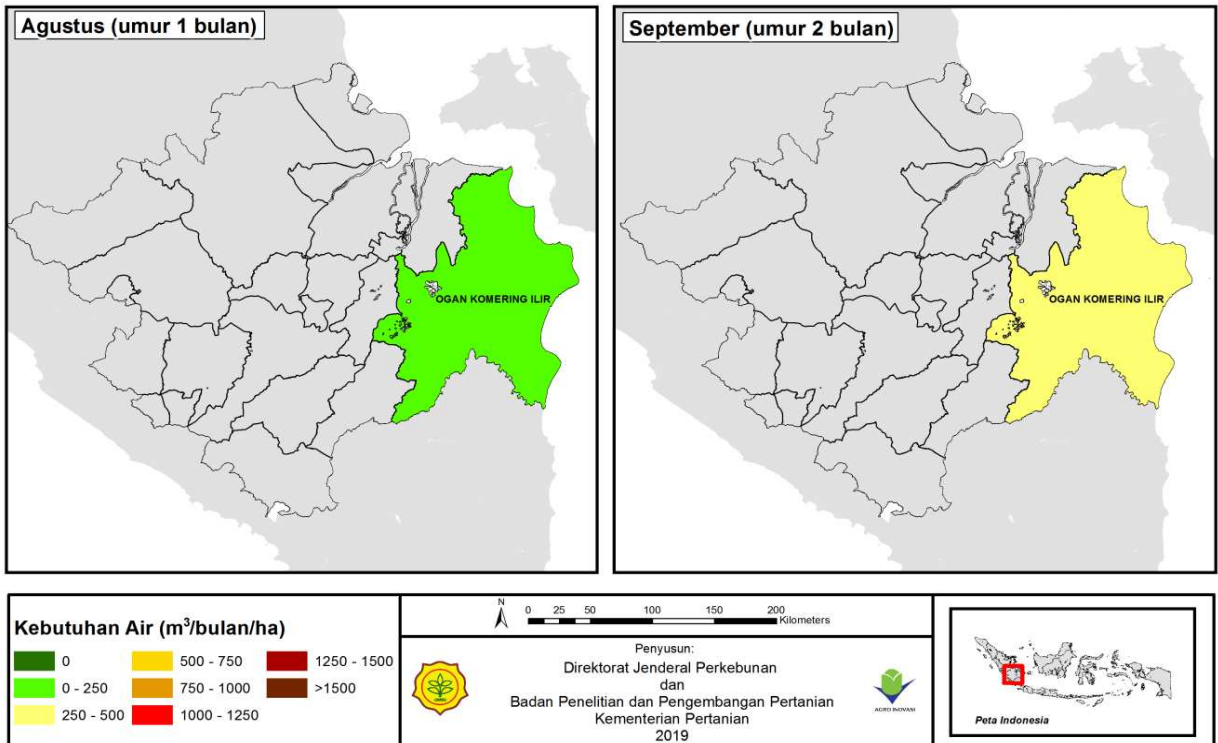 Agustus (umur 1 bulan)
OGAN KOMERING ILIR
September (umur 2 bulan)
OGAN KOMERING ILIR
Kebutuhan Air (m³/bulan/ha)
0
0 - 250
250 - 500
500 - 750
750 - 1000
1000 - 1250
1250 - 1500
>1500
N
0 25 50 100 150 200
Kilometers
Penyusun:
Direktorat Jenderal Perkebunan
dan
Badan Penelitian dan Pengembangan Pertanian
Kementerian Pertanian
2019
AGRO INOVASI
Peta Indonesia